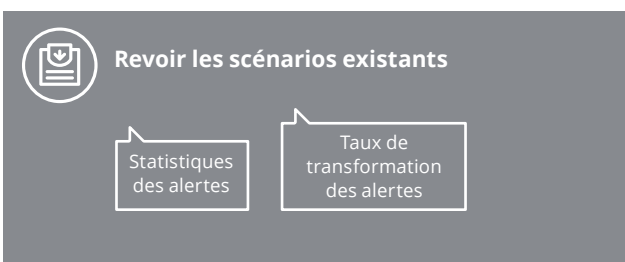 Revoir les scénarios existants
Statistiques
des alertes
Taux de
transformation
des alertes